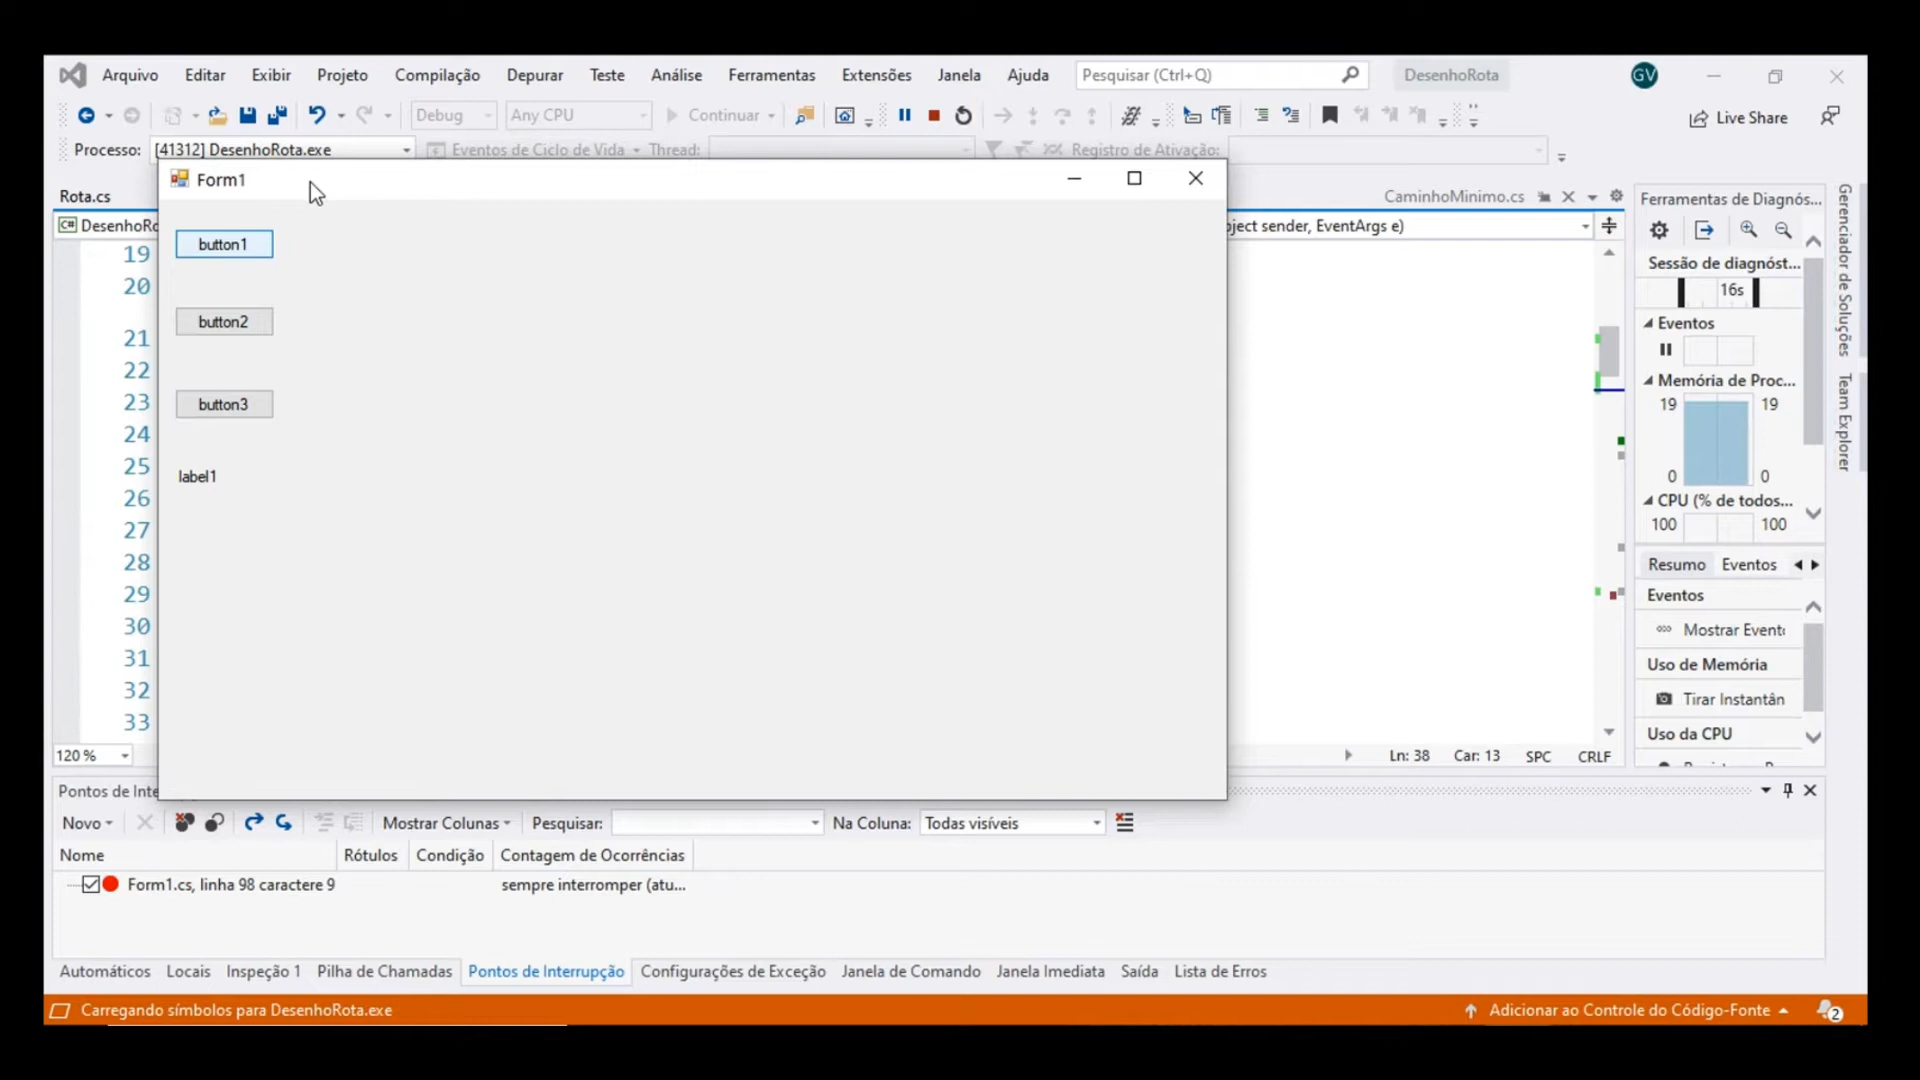 Arquivo Editar Exibir Projeto Compilação Depurar Teste Análise Ferramentas Extensões Janela Ajuda Pesquisar (Ctrl+Q) DesenhoRota GV
Debug Any CPU Continuar Live Share
Processo: [41312] DesenhoRota.exe Eventos de Ciclo de Vida Thread: Registro de Ativação:
Form1
Rota.cs CaminhoMinimo.cs Ferramentas de Diagnós...
DesenhoRo ject sender, EventArgs e)
button1
button2
button3
label1
19
20
21
22
23
24
25
26
27
28
29
30
31
32
33
120 % Ln: 38 Car: 13 SPC CRLF
Sessão de diagnóst...
16s
Eventos
Memória de Proc...
19 19
0 0
CPU (% de todos...
100 100
Resumo Eventos
Eventos
Mostrar Evento
Uso de Memória
Tirar Instantân
Uso da CPU
Gerenciador de Soluções
Team Explorer
Pontos de Inte
Novo Mostrar Colunas Pesquisar: Na Coluna: Todas visíveis
Nome Rótulos Condição Contagem de Ocorrências
Form1.cs, linha 98 caractere 9 sempre interromper (atu...
Automáticos Locais Inspeção 1 Pilha de Chamadas Pontos de Interrupção Configurações de Exceção Janela de Comando Janela Imediata Saída Lista de Erros
Carregando símbolos para DesenhoRota.exe Adicionar ao Controle do Código-Fonte 2